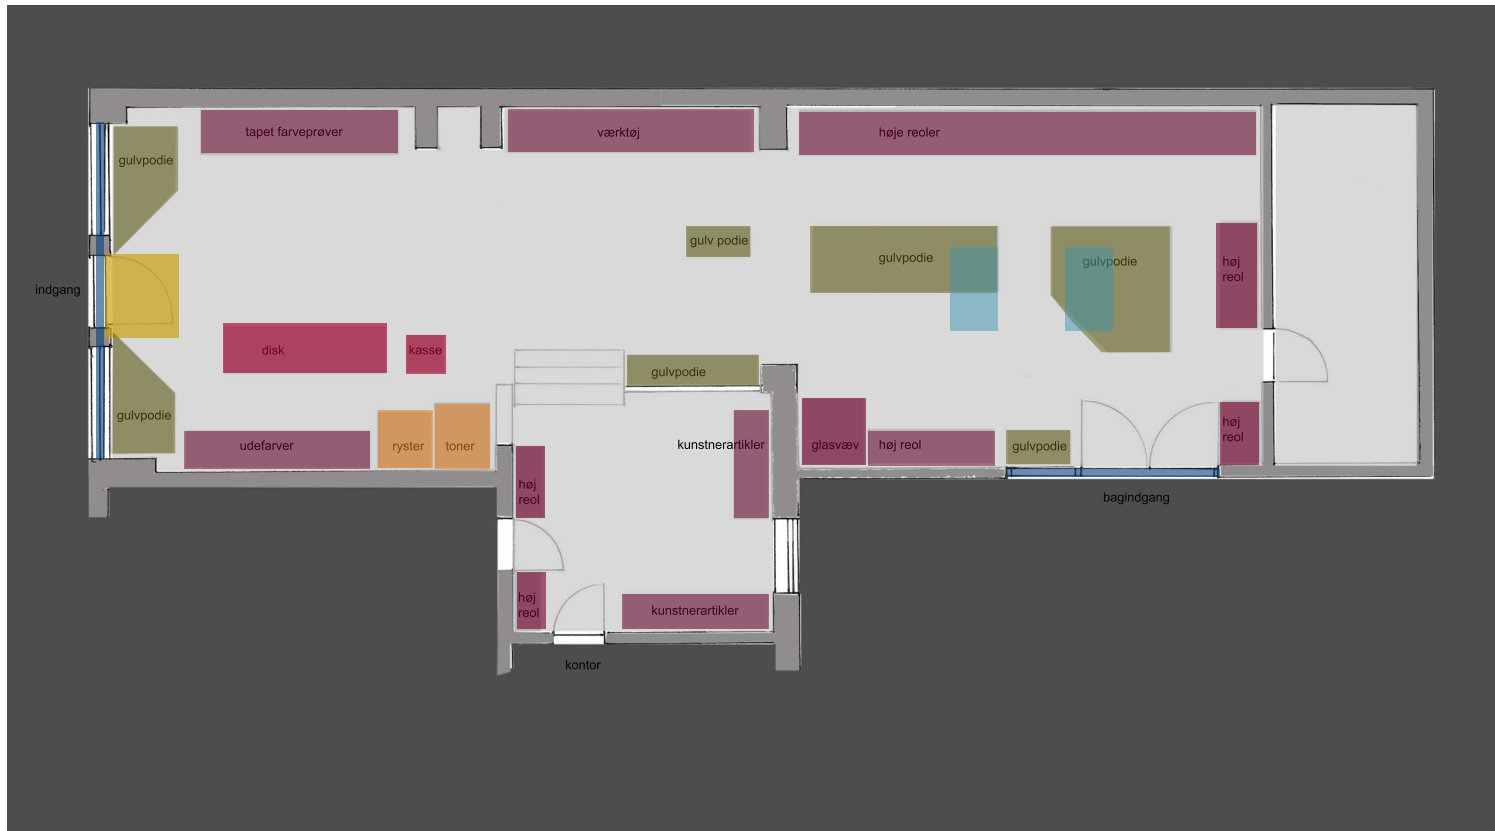 tapet farveprøver
værktøj
høje reoler
gulvpodie
gulv podie
gulvpodie
gulvpodie
høj
reol
indgang
disk
kasse
gulvpodie
gulvpodie
udefarver
ryster
toner
kunstnerartikler
glasvæv
høj reol
gulvpodie
høj
reol
høj
reol
bagindgang
høj
reol
kunstnerartikler
kontor